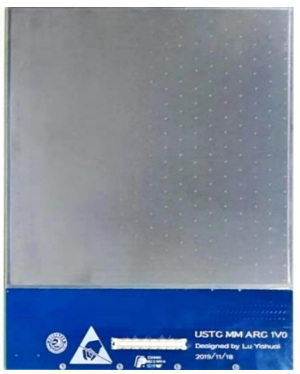 USTC MM ARC 1V0
Designed by Lu Yishuai
2019/11/18